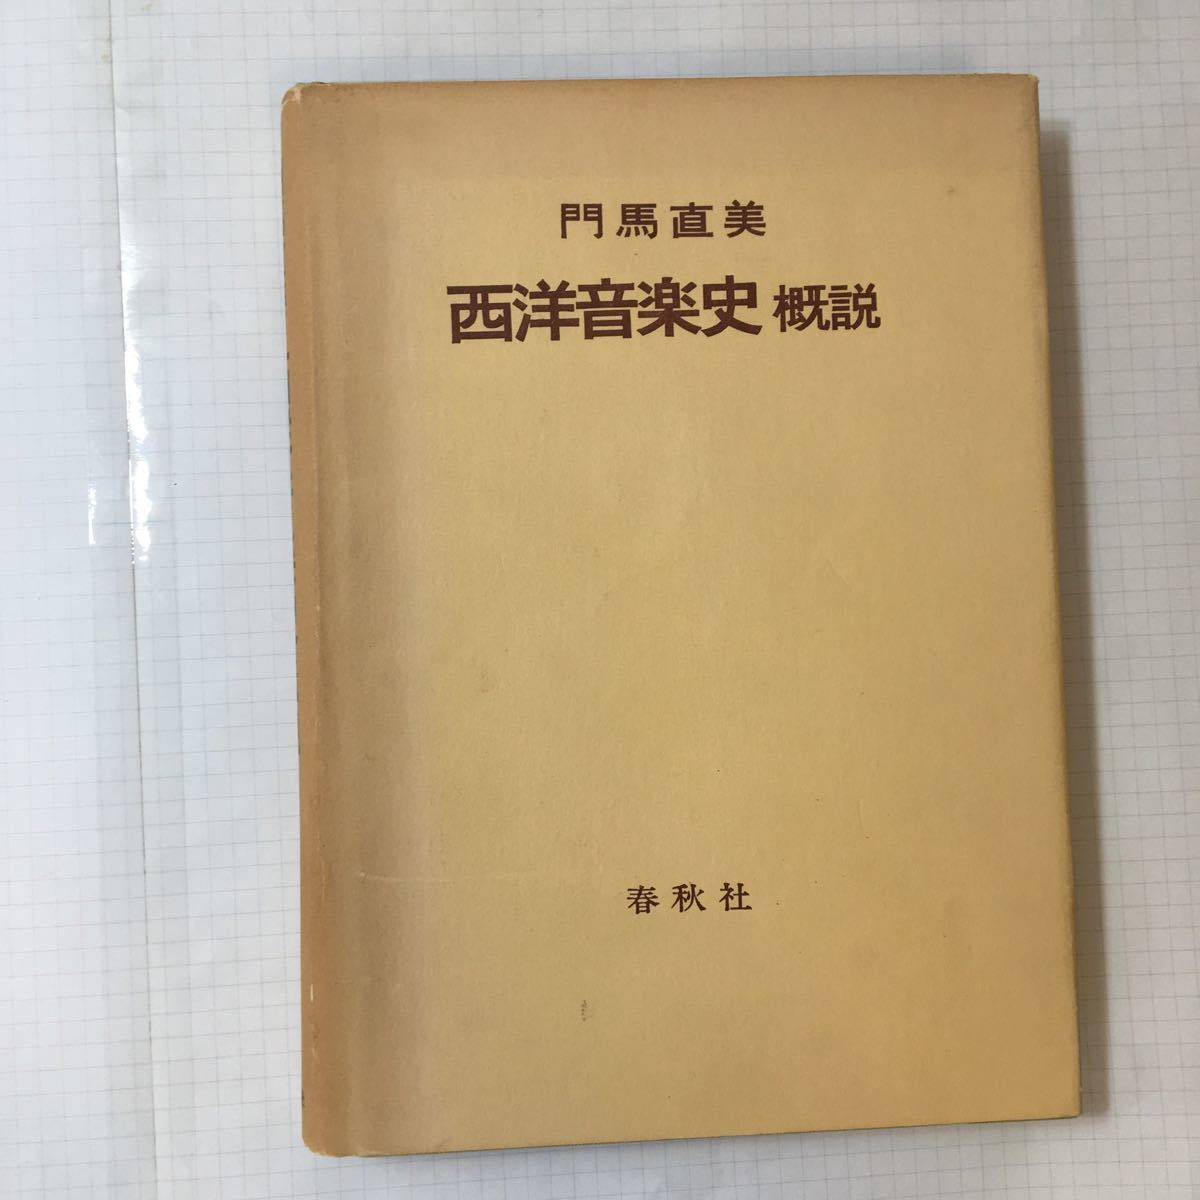 門馬直美
西洋音楽史 概説
春秋社